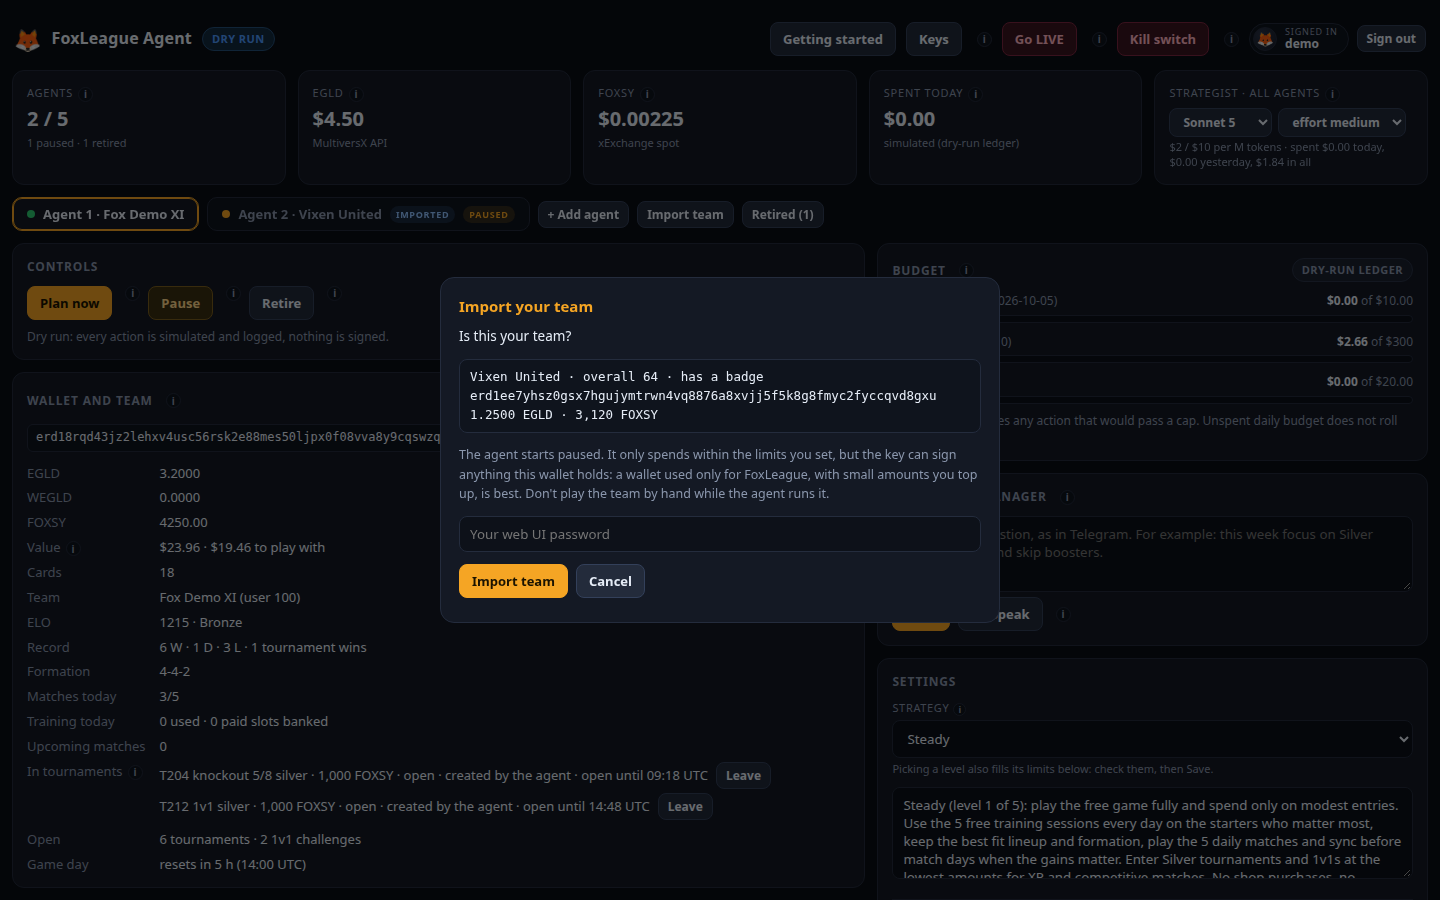 FoxLeague Agent DRY RUN Getting started Keys i Go LIVE i Kill switch i SIGNED IN demo Sign out
AGENTS i
2 / 5
1 paused · 1 retired
EGLD i
$4.50
MultiversX API
FOXSY i
$0.00225
xExchange spot
SPENT TODAY i
$0.00
simulated (dry-run ledger)
STRATEGIST · ALL AGENTS i
Sonnet 5 effort medium
$2 / $10 per M tokens · spent $0.00 today,
$0.00 yesterday, $1.84 in all
Agent 1 · Fox Demo XI Agent 2 · Vixen United IMPORTED PAUSED + Add agent Import team Retired (1)
CONTROLS
Plan now i Pause i Retire i
Dry run: every action is simulated and logged, nothing is signed.
WALLET AND TEAM i
erd18rqd43jz2lehxv4usc56rsk2e88mes50ljpx0f08vva8y9cqswzq
EGLD 3.2000
WEGLD 0.0000
FOXSY 4250.00
Value i $23.96 · $19.46 to play with
Cards 18
Team Fox Demo XI (user 100)
ELO 1215 · Bronze
Record 6 W · 1 D · 3 L · 1 tournament wins
Formation 4-4-2
Matches today 3/5
Training today 0 used · 0 paid slots banked
Upcoming matches 0
In tournaments i T204 knockout 5/8 silver · 1,000 FOXSY · open · created by the agent · open until 09:18 UTC Leave
T212 1v1 silver · 1,000 FOXSY · open · created by the agent · open until 14:48 UTC Leave
Open 6 tournaments · 2 1v1 challenges
Game day resets in 5 h (14:00 UTC)
Import your team
Is this your team?
Vixen United · overall 64 · has a badge
erd1ee7yhsz0gsx7hgujymtrwn4vq8876a8xvjj5f5k8g8fmyc2fyccqvd8gxu
1.2500 EGLD · 3,120 FOXSY
The agent starts paused. It only spends within the limits you set, but the key can sign
anything this wallet holds: a wallet used only for FoxLeague, with small amounts you top
up, is best. Don't play the team by hand while the agent runs it.
Your web UI password
Import team Cancel
BUDGET i DRY-RUN LEDGER
026-10-05) $0.00 of $10.00
0) $2.66 of $300
$0.00 of $20.00
es any action that would pass a cap. Unspent daily budget does not roll
NAGER i
stion, as in Telegram. For example: this week focus on Silver
nd skip boosters.
peak i
SETTINGS
STRATEGY i
Steady
Picking a level also fills its limits below: check them, then Save.
Steady (level 1 of 5): play the free game fully and spend only on modest entries.
Use the 5 free training sessions every day on the starters who matter most,
keep the best fit lineup and formation, play the 5 daily matches and sync before
match days when the gains matter. Enter Silver tournaments and 1v1s at the
lowest amounts for XP and competitive matches. No shop purchases, no